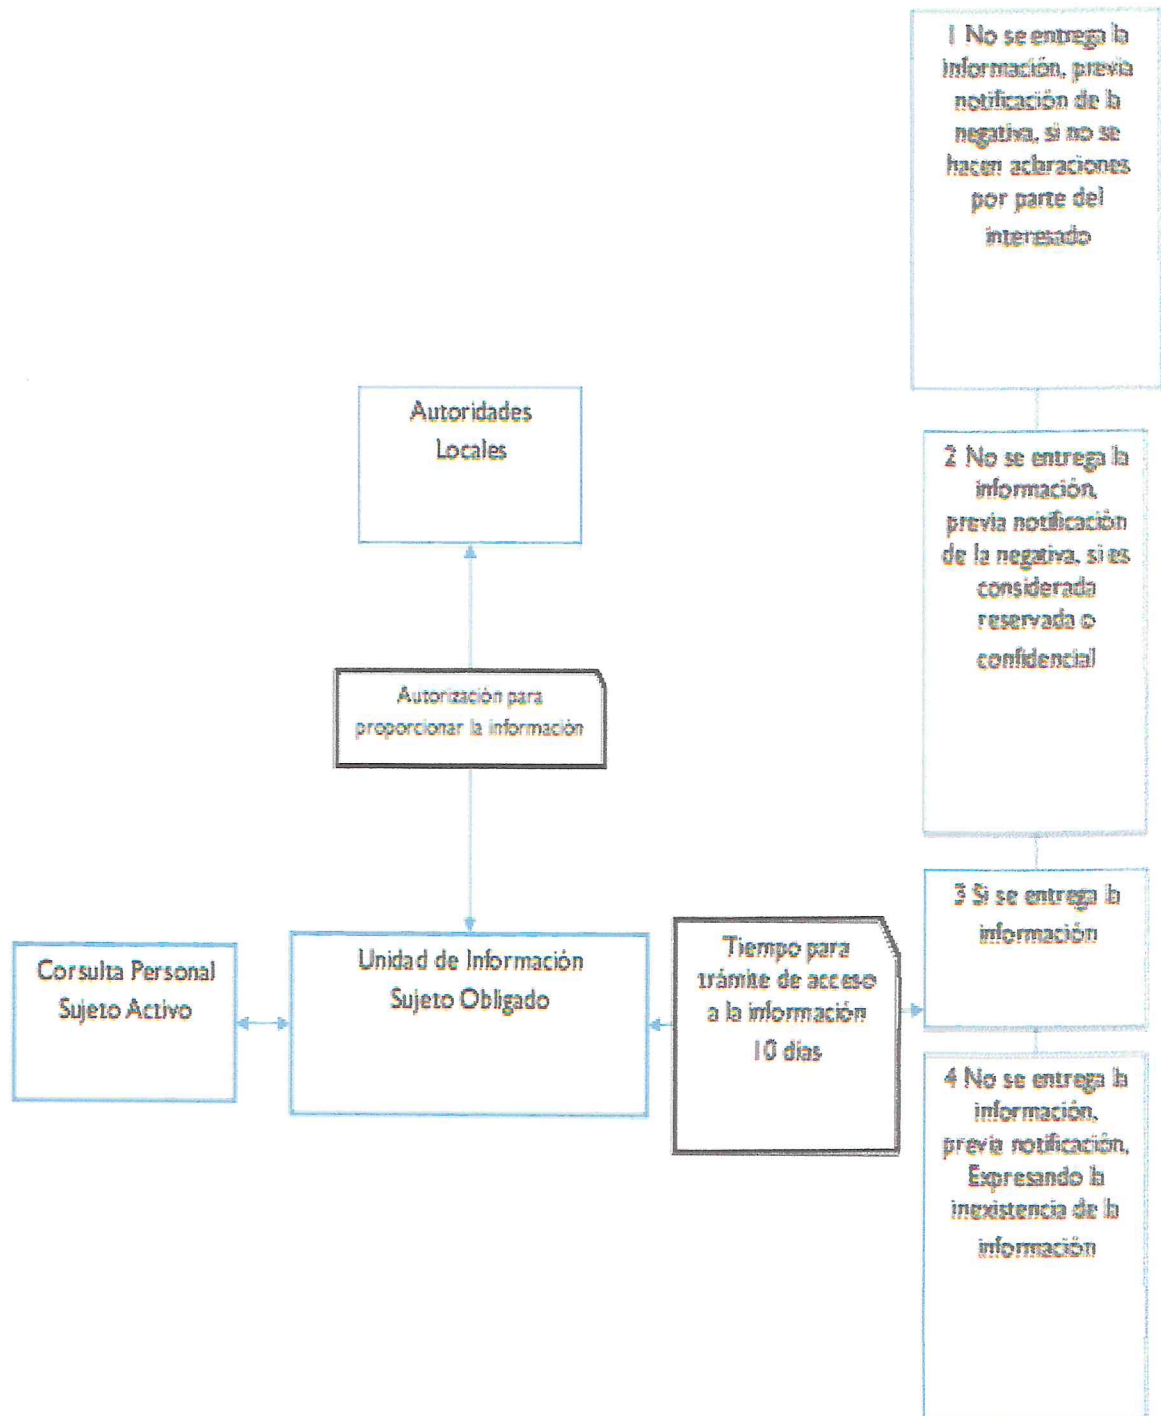 1 No se entrega la
información, previa
notificación de la
negativa, si no se
hacen aclaraciones
por parte del
interesado
Autoridades
Locales
2 No se entrega la
información,
previa notificación
de la negativa, si es
considerada
reservada o
confidencial
Autorización para
proporcionar la información
3 Si se entrega la
información
Consulta Personal
Sujeto Activo
Unidad de Información
Sujeto Obligado
Tiempo para
trámite de acceso
a la información
10 días
4 No se entrega la
información,
previa notificación,
Expresando la
inexistencia de la
información